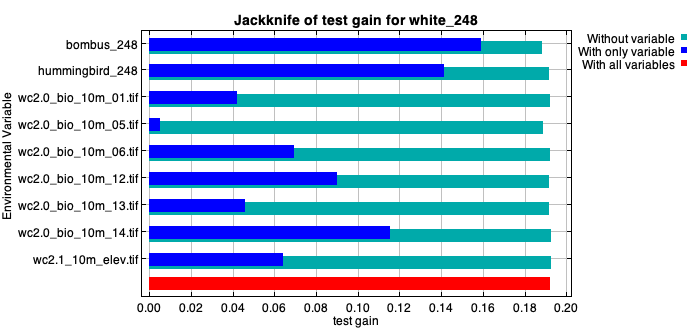 Jackknife of test gain for white_248
Without variable
With only variable
With all variables
Environmental Variable
bombus_248
hummingbird_248
wc2.0_bio_10m_01.tif
wc2.0_bio_10m_05.tif
wc2.0_bio_10m_06.tif
wc2.0_bio_10m_12.tif
wc2.0_bio_10m_13.tif
wc2.0_bio_10m_14.tif
wc2.1_10m_elev.tif
0.00 0.02 0.04 0.06 0.08 0.10 0.12 0.14 0.16 0.18 0.20
test gain